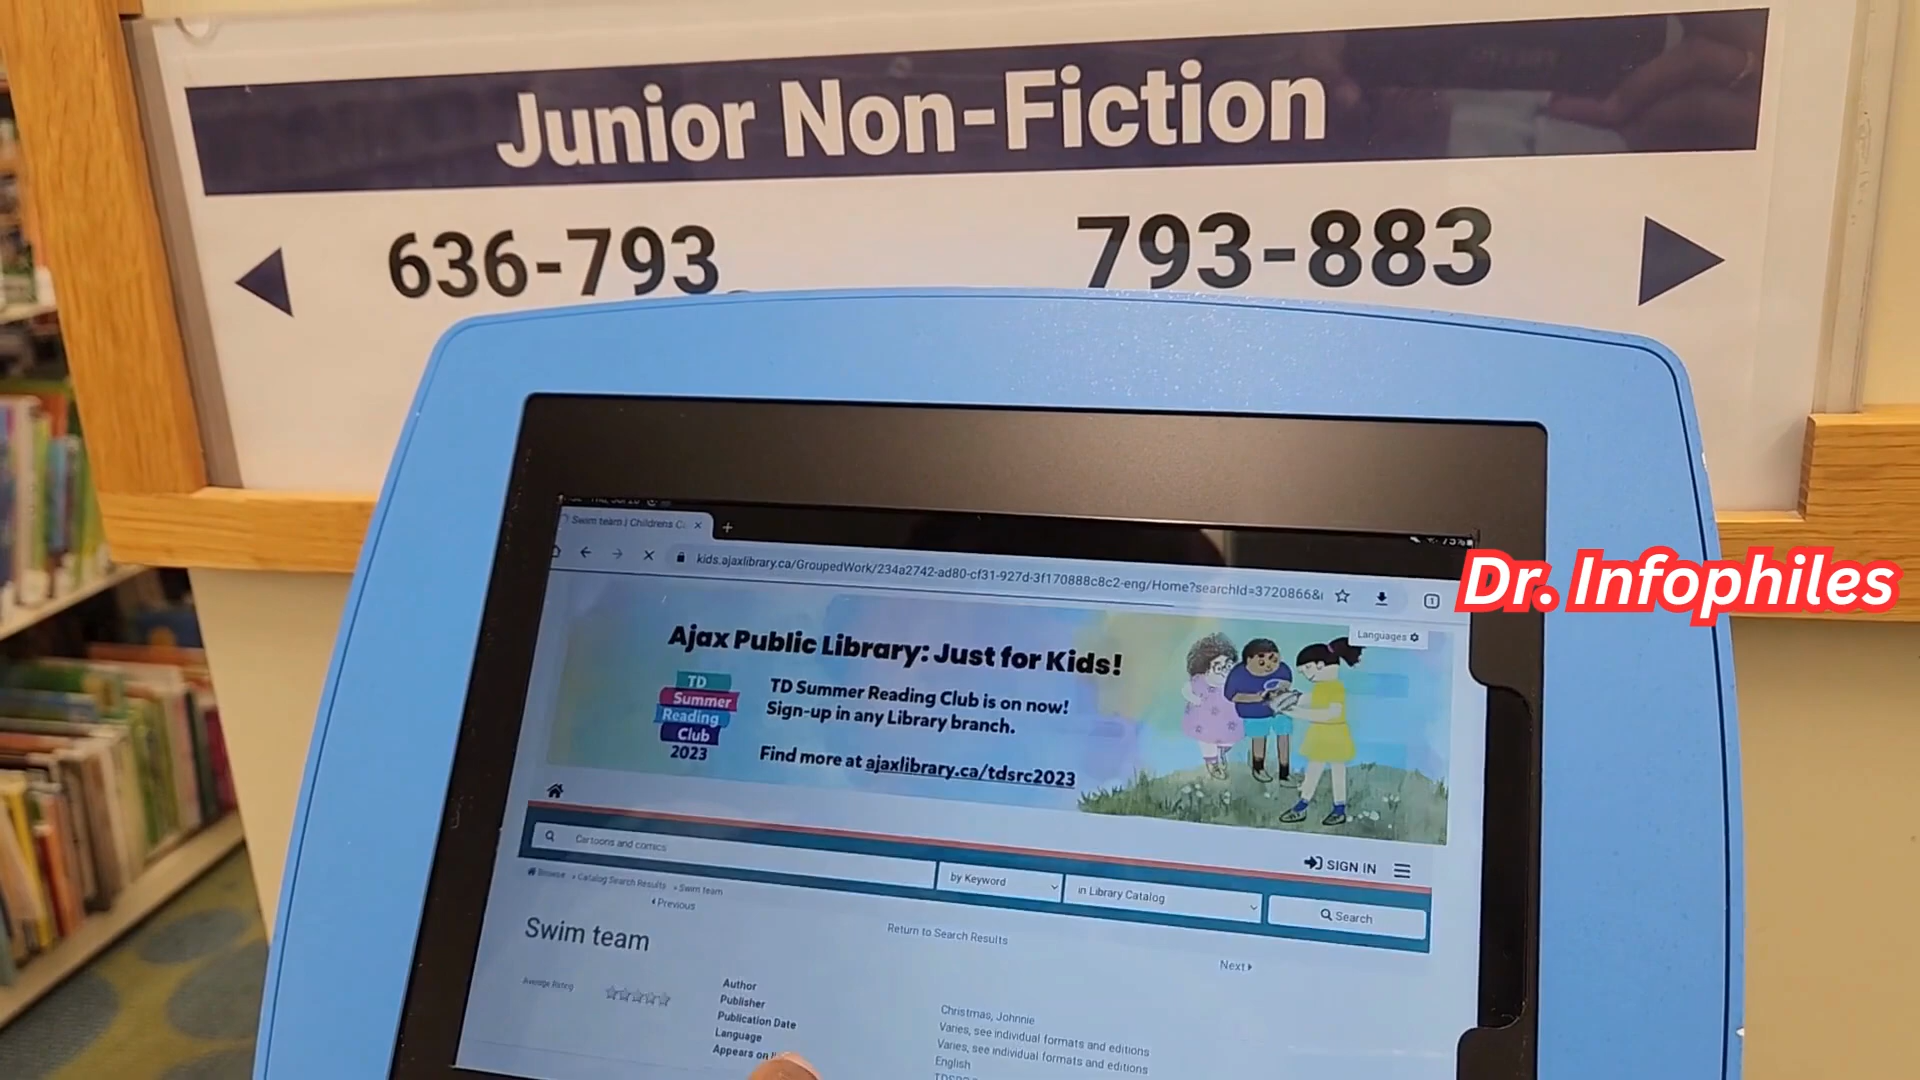 Junior Non-Fiction
636-793
793-883
Swim team | Childrens C
kids.ajaxlibrary.ca/GroupedWork/234a2742-ad80-cf31-927d-3f170888c8c2-eng/Home?searchId=3720866&
Dr. Infophiles
Languages
Ajax Public Library: Just for Kids!
TD
Summer
Reading
Club
2023
TD Summer Reading Club is on now!
Sign-up in any Library branch.
Find more at ajaxlibrary.ca/tdsrc2023
SIGN IN
Cartoons and comics
by Keyword
in Library Catalog
Search
Browse
Catalog Search Results
Swim team
Previous
Return to Search Results
Next
Swim team
Average Rating
Author
Christmas, Johnnie
Publisher
Varies, see individual formats and editions
Publication Date
Varies, see individual formats and editions
Language
English
Appears on